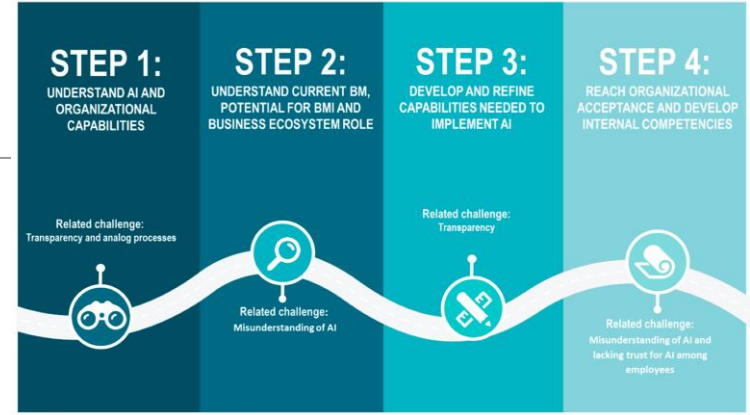 STEP 1:
UNDERSTAND AI AND
ORGANIZATIONAL
CAPABILITIES
Related challenge:
Transparency and analog processes
STEP 2:
UNDERSTAND CURRENT BM,
POTENTIAL FOR BMI AND
BUSINESS ECOSYSTEM ROLE
Related challenge:
Misunderstanding of AI
STEP 3:
DEVELOP AND REFINE
CAPABILITIES NEEDED TO
IMPLEMENT AI
Related challenge:
Transparency
STEP 4:
REACH ORGANIZATIONAL
ACCEPTANCE AND DEVELOP
INTERNAL COMPETENCIES
Related challenge:
Misunderstanding of AI and
lacking trust for AI among
employees